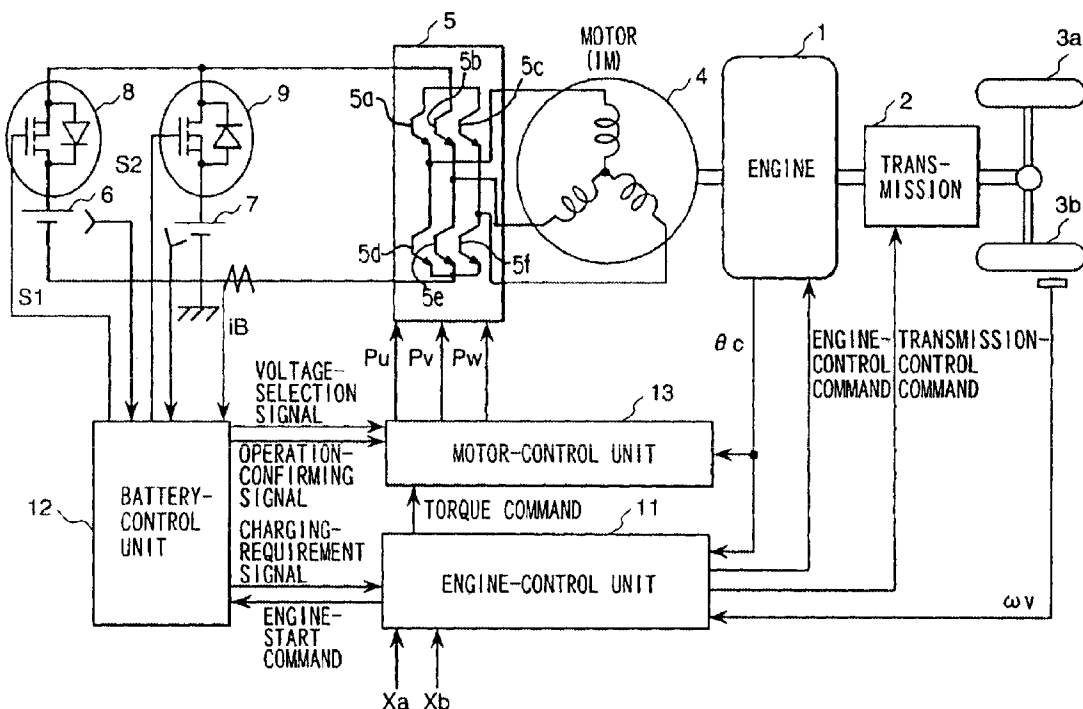 5
MOTOR
(IM)
1
3a
8
9
5a
5b
5c
4
2
S2
ENGINE
TRANS-
MISSION
6
7
3b
5d
5e
5f
S1
iB
Pu
Pv
Pw
θc
ENGINE-
CONTROL
COMMAND
TRANSMISSION-
CONTROL
COMMAND
VOLTAGE-
SELECTION
SIGNAL
13
MOTOR-CONTROL UNIT
OPERATION-
CONFIRMING
SIGNAL
12
BATTERY-
CONTROL
UNIT
TORQUE COMMAND
11
CHARGING-
REQUIREMENT
SIGNAL
ENGINE-CONTROL UNIT
ωv
ENGINE-
START
COMMAND
Xa
Xb